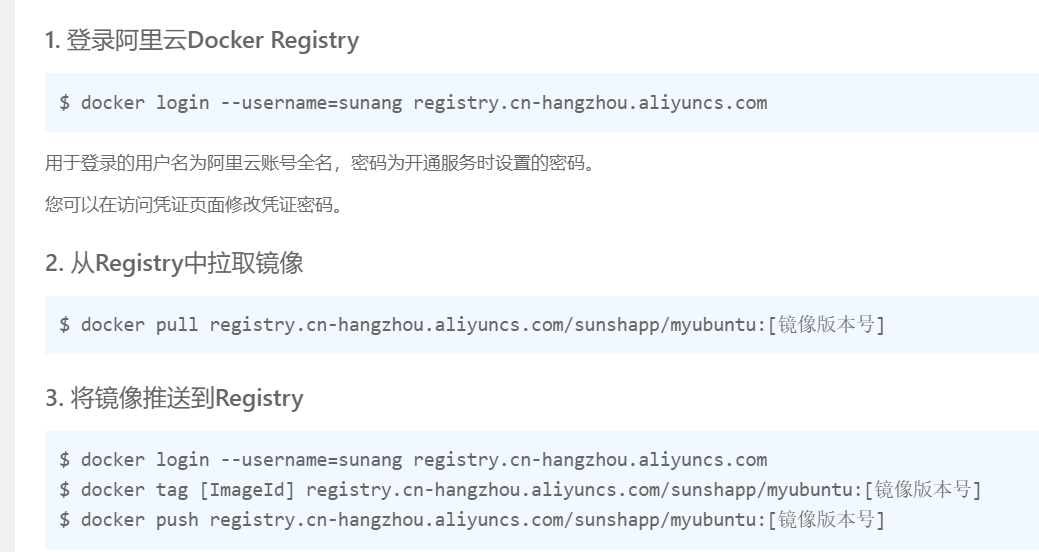 1. 登录阿里云Docker Registry
$ docker login --username=sunang registry.cn-hangzhou.aliyuncs.com
用于登录的用户名为阿里云账号全名，密码为开通服务时设置的密码。
您可以在访问凭证页面修改凭证密码。
2. 从Registry中拉取镜像
$ docker pull registry.cn-hangzhou.aliyuncs.com/sunshapp/myubuntu:[镜像版本号]
3. 将镜像推送到Registry
$ docker login --username=sunang registry.cn-hangzhou.aliyuncs.com
$ docker tag [ImageId] registry.cn-hangzhou.aliyuncs.com/sunshapp/myubuntu:[镜像版本号]
$ docker push registry.cn-hangzhou.aliyuncs.com/sunshapp/myubuntu:[镜像版本号]